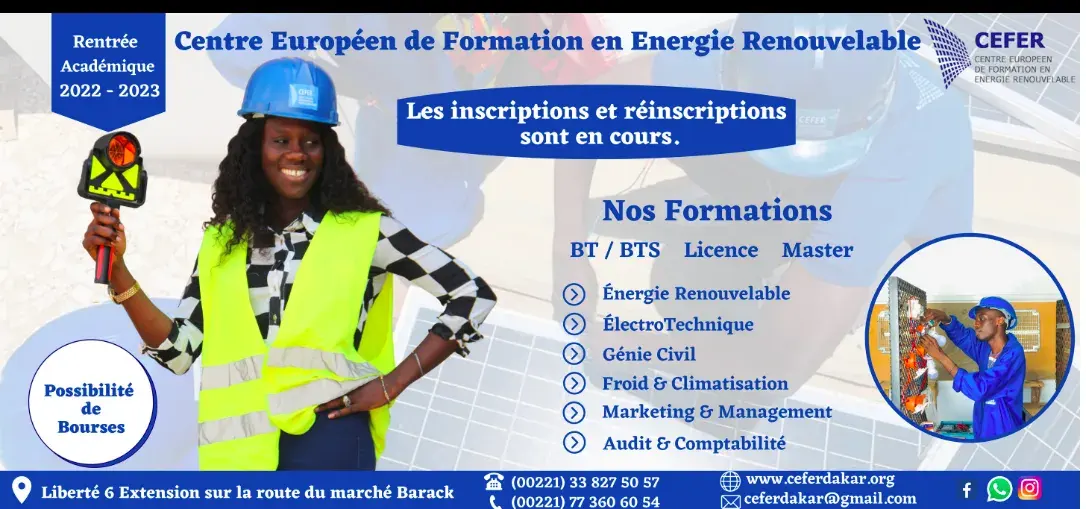 Rentrée
Académique
2022 - 2023
Centre Européen de Formation en Energie Renouvelable
CEFER
CENTRE EUROPEEN
DE FORMATION EN
ENERGIE RENOUVELABLE
Les inscriptions et réinscriptions
sont en cours.
Nos Formations
BT / BTS Licence Master
Énergie Renouvelable
ÉlectroTechnique
Génie Civil
Froid & Climatisation
Marketing & Management
Audit & Comptabilité
Possibilité
de
Bourses
Liberté 6 Extension sur la route du marché Barack
(00221) 33 827 50 57
(00221) 77 360 60 54
www.ceferdakar.org
ceferdakar@gmail.com